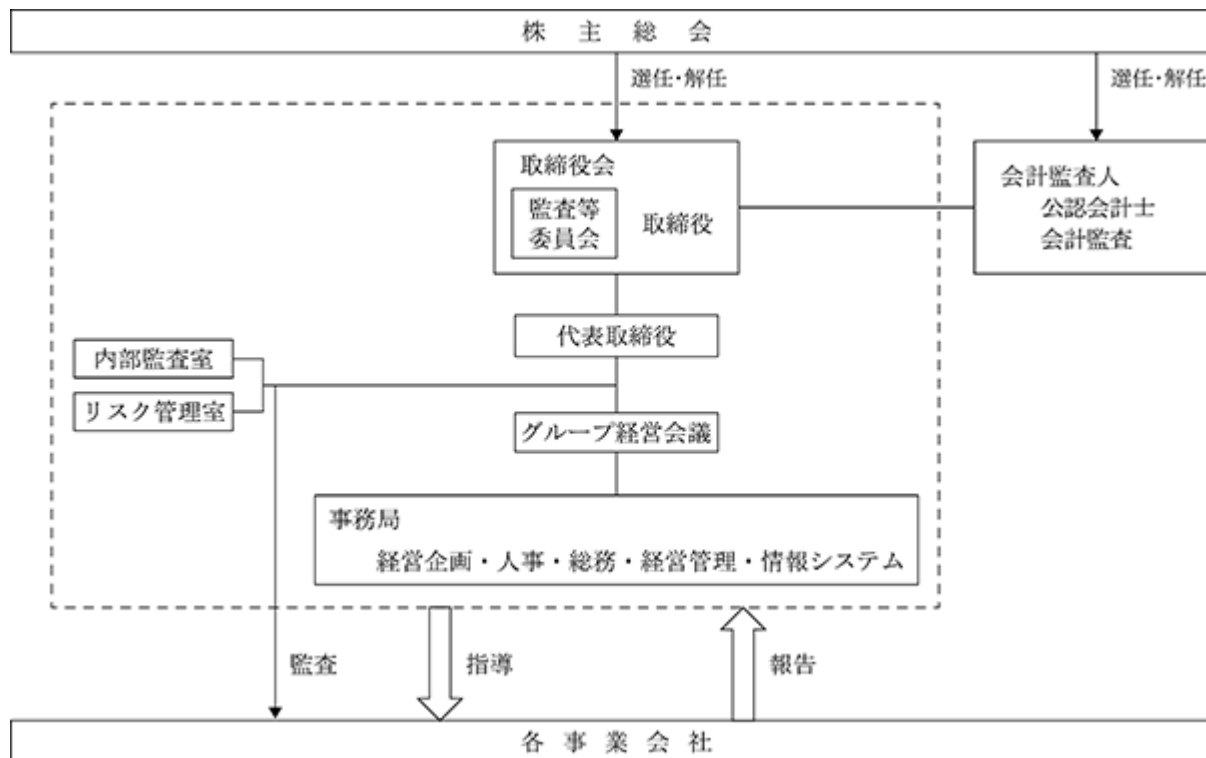 株主総会
選任・解任
選任・解任
取締役会
監査等
委員会
取締役
会計監査人
公認会計士
会計監査
代表取締役
内部監査室
リスク管理室
グループ経営会議
事務局
経営企画・人事・総務・経営管理・情報システム
監査
指導
報告
各事業会社